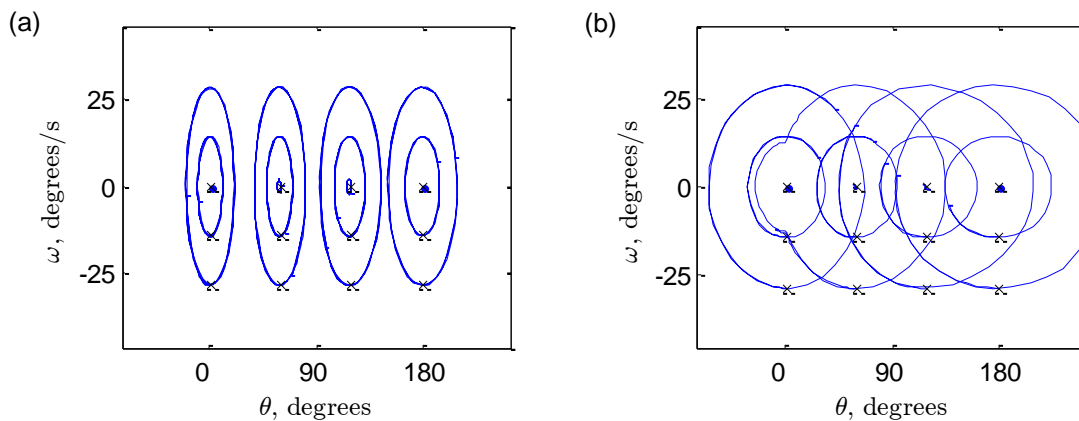 (a)
(b)
25
0
-25
ω, degrees/s
0 90 180
θ, degrees
25
0
-25
ω, degrees/s
0 90 180
θ, degrees